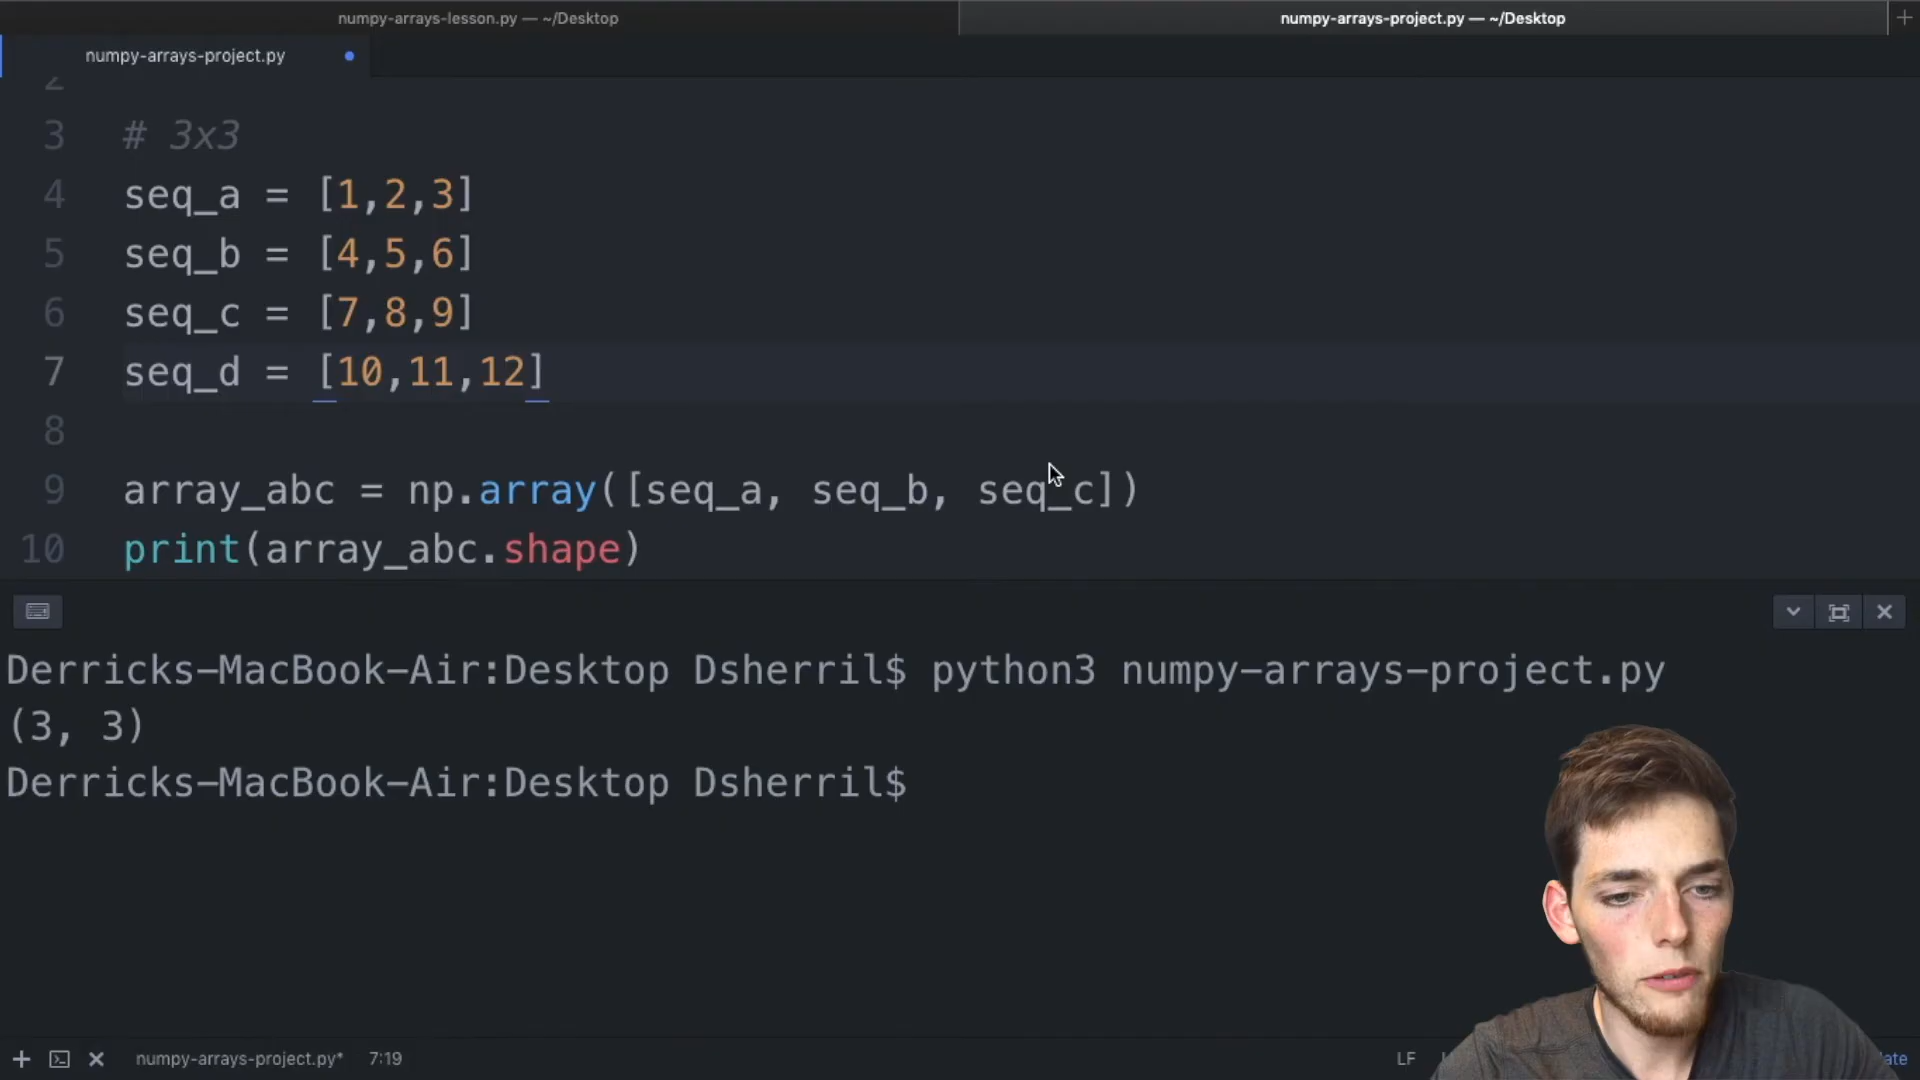 numpy-arrays-lesson.py — ~/Desktop
numpy-arrays-project.py — ~/Desktop
numpy-arrays-project.py
2
3 # 3x3
4 seq_a = [1,2,3]
5 seq_b = [4,5,6]
6 seq_c = [7,8,9]
7 seq_d = [10,11,12]
8
9 array_abc = np.array([seq_a, seq_b, seq_c])
10 print(array_abc.shape)
Derricks-MacBook-Air:Desktop Dsherril$ python3 numpy-arrays-project.py
(3, 3)
Derricks-MacBook-Air:Desktop Dsherril$
numpy-arrays-project.py* 7:19 LF